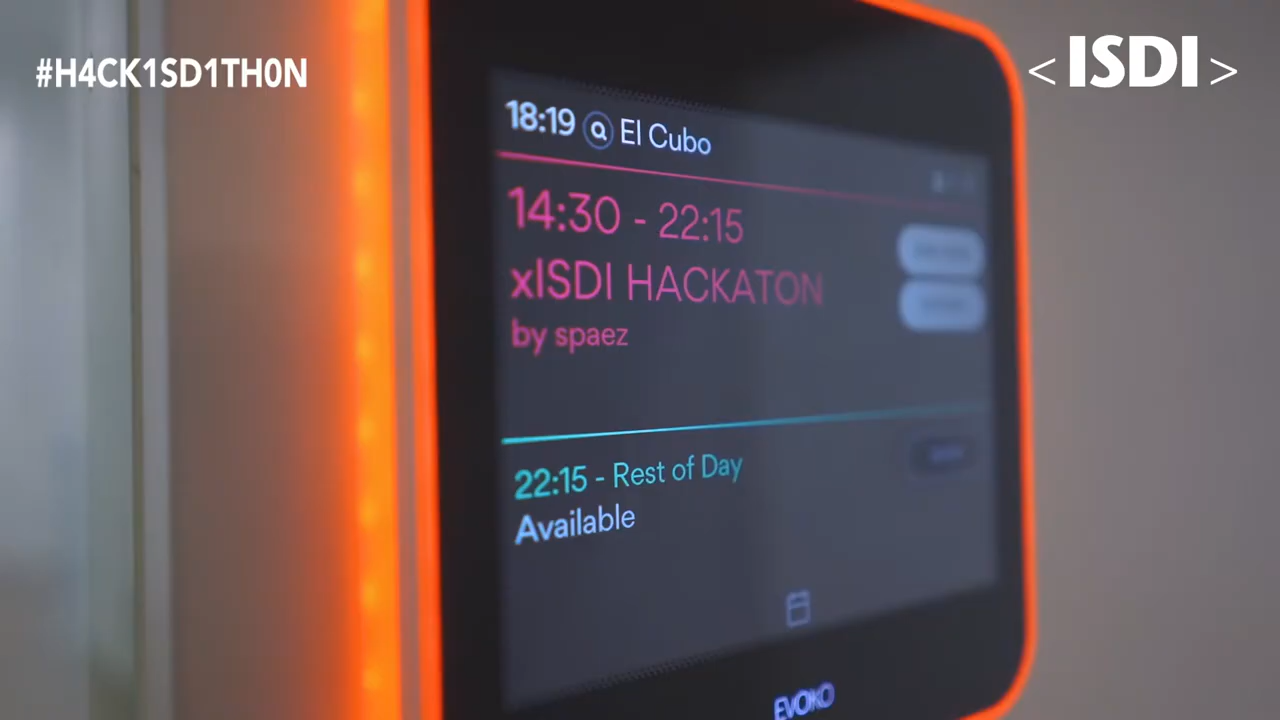 #H4CK1SD1TH0N
< ISDI >
18:19 El Cubo
14:30 - 22:15
xISDI HACKATON
by spaez
22:15 - Rest of Day
Available
EVOKO